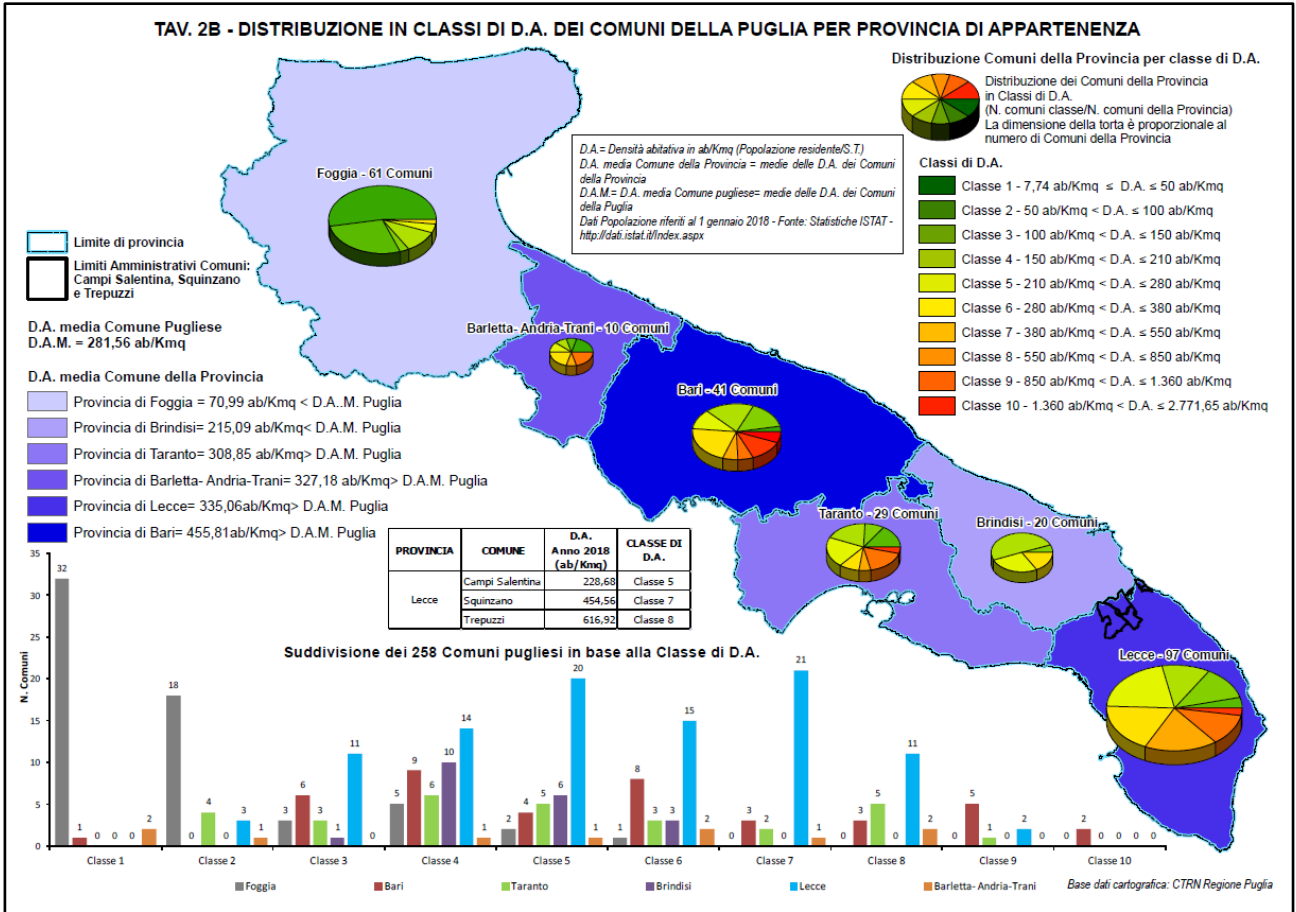 TAV. 2B - DISTRIBUZIONE IN CLASSI DI D.A. DEI COMUNI DELLA PUGLIA PER PROVINCIA DI APPARTENENZA
Distribuzione Comuni della Provincia per classe di D.A.
Distribuzione dei Comuni della Provincia
in Classi di D.A.
(N. comuni classe/N. comuni della Provincia)
La dimensione della torta è proporzionale al
numero di Comuni della Provincia
D.A.= Densità abitativa in ab/Kmq (Popolazione residente/S.T.)
D.A. media Comune della Provincia = medie delle D.A. dei Comuni
della Provincia
D.A.M.= D.A. media Comune pugliese= medie delle D.A. dei Comuni
della Puglia
Dati Popolazione riferiti al 1 gennaio 2018 - Fonte: Statistiche ISTAT -
http://dati.istat.it/Index.aspx
Classi di D.A.
Classe 1 - 7,74 ab/Kmq ≤ D.A. ≤ 50 ab/Kmq
Classe 2 - 50 ab/Kmq < D.A. ≤ 100 ab/Kmq
Classe 3 - 100 ab/Kmq < D.A. ≤ 150 ab/Kmq
Classe 4 - 150 ab/Kmq < D.A. ≤ 210 ab/Kmq
Classe 5 - 210 ab/Kmq < D.A. ≤ 280 ab/Kmq
Classe 6 - 280 ab/Kmq < D.A. ≤ 380 ab/Kmq
Classe 7 - 380 ab/Kmq < D.A. ≤ 550 ab/Kmq
Classe 8 - 550 ab/Kmq < D.A. ≤ 850 ab/Kmq
Classe 9 - 850 ab/Kmq < D.A. ≤ 1.360 ab/Kmq
Classe 10 - 1.360 ab/Kmq < D.A. ≤ 2.771,65 ab/Kmq
Foggia - 61 Comuni
Barletta- Andria-Trani - 10 Comuni
Bari - 41 Comuni
Taranto - 29 Comuni
Brindisi - 20 Comuni
Lecce - 97 Comuni
Limite di provincia
Limiti Amministrativi Comuni:
Campi Salentina, Squinzano
e Trepuzzi
D.A. media Comune Pugliese
D.A.M. = 281,56 ab/Kmq
D.A. media Comune della Provincia
Provincia di Foggia = 70,99 ab/Kmq < D.A..M. Puglia
Provincia di Brindisi= 215,09 ab/Kmq< D.A.M. Puglia
Provincia di Taranto= 308,85 ab/Kmq> D.A.M. Puglia
Provincia di Barletta- Andria-Trani= 327,18 ab/Kmq> D.A.M. Puglia
Provincia di Lecce= 335,06ab/Kmq> D.A.M. Puglia
Provincia di Bari= 455,81ab/Kmq> D.A.M. Puglia
PROVINCIA COMUNE D.A. Anno 2018 (ab/Kmq) CLASSE DI D.A.
Lecce Campi Salentina 228,68 Classe 5
Squinzano 454,56 Classe 7
Trepuzzi 616,92 Classe 8
Suddivisione dei 258 Comuni pugliesi in base alla Classe di D.A.
N. Comuni
35
30
25
20
15
10
5
0
32 1 0 0 0 2
18 0 4 0 3 1
3 6 3 1 11 0
5 9 6 10 14 1
2 4 5 6 20 1
1 8 3 3 15 2
0 3 2 0 21 1
0 3 5 0 11 2
0 5 1 0 2 0
0 2 0 0 0 0
Classe 1 Classe 2 Classe 3 Classe 4 Classe 5 Classe 6 Classe 7 Classe 8 Classe 9 Classe 10
Foggia Bari Taranto Brindisi Lecce Barletta- Andria-Trani
Base dati cartografica: CTRN Regione Puglia